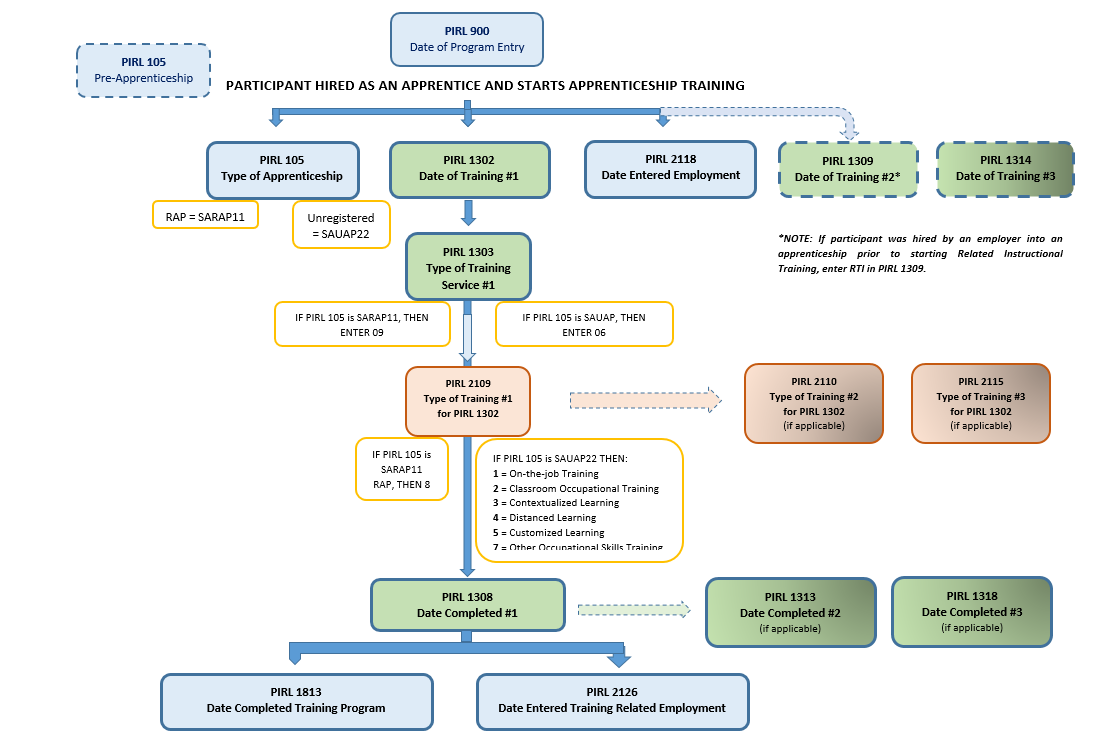 PIRL 900
Date of Program Entry
PIRL 105
Pre-Apprenticeship
PARTICIPANT HIRED AS AN APPRENTICE AND STARTS APPRENTICESHIP TRAINING
PIRL 105
Type of Apprenticeship
PIRL 1302
Date of Training #1
PIRL 2118
Date Entered Employment
PIRL 1309
Date of Training #2*
PIRL 1314
Date of Training #3
RAP = SARAP11
Unregistered
= SAUAP22
*NOTE: If participant was hired by an employer into an
apprenticeship prior to starting Related Instructional
Training, enter RTI in PIRL 1309.
PIRL 1303
Type of Training
Service #1
IF PIRL 105 is SARAP11, THEN
ENTER 09
IF PIRL 105 is SAUAP, THEN
ENTER 06
PIRL 2109
Type of Training #1
for PIRL 1302
PIRL 2110
Type of Training #2
for PIRL 1302
(if applicable)
PIRL 2115
Type of Training #3
for PIRL 1302
(if applicable)
IF PIRL 105 is
SARAP11
RAP, THEN 8
IF PIRL 105 is SAUAP22 THEN:
1 = On-the-job Training
2 = Classroom Occupational Training
3 = Contextualized Learning
4 = Distanced Learning
5 = Customized Learning
7 = Other Occupational Skills Training
PIRL 1308
Date Completed #1
PIRL 1313
Date Completed #2
(if applicable)
PIRL 1318
Date Completed #3
(if applicable)
PIRL 1813
Date Completed Training Program
PIRL 2126
Date Entered Training Related Employment